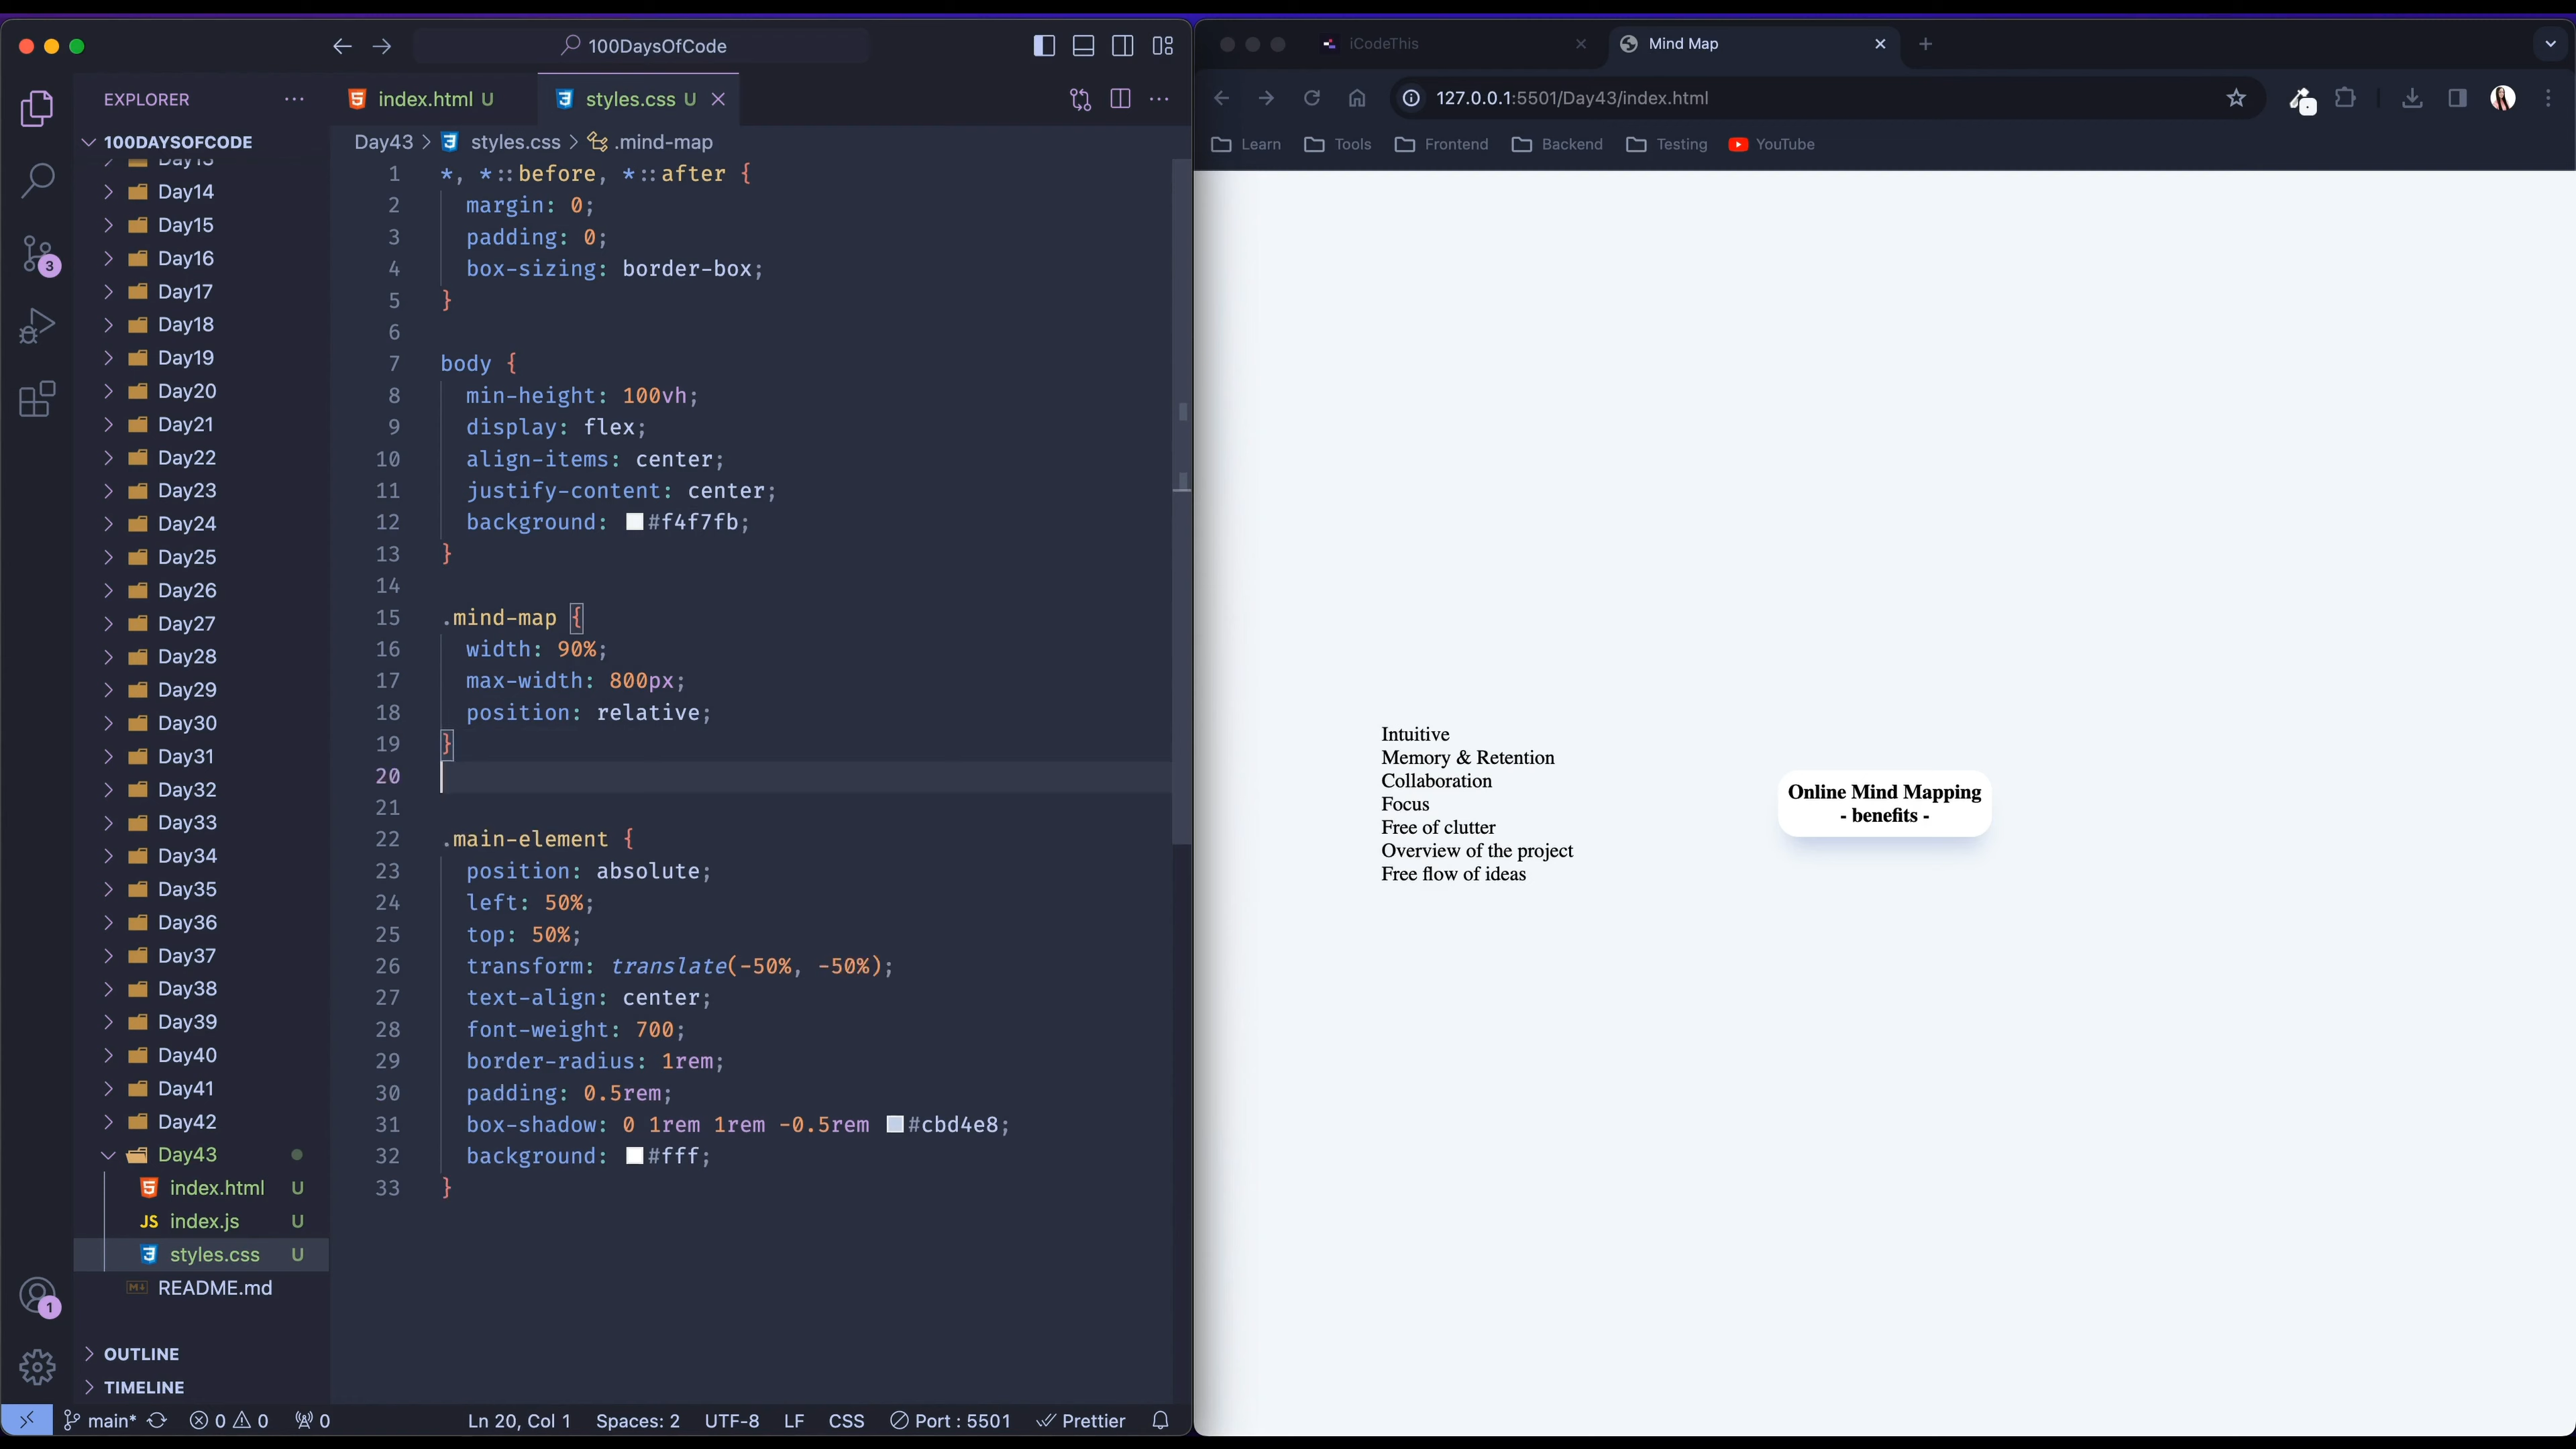 100DaysOfCode
EXPLORER
100DAYSOFCODE
Day13
Day14
Day15
Day16
Day17
Day18
Day19
Day20
Day21
Day22
Day23
Day24
Day25
Day26
Day27
Day28
Day29
Day30
Day31
Day32
Day33
Day34
Day35
Day36
Day37
Day38
Day39
Day40
Day41
Day42
Day43
index.html U
JS index.js U
styles.css U
README.md
OUTLINE
TIMELINE
3
1
index.html U
styles.css U
Day43 > styles.css > .mind-map
1 *, *::before, *::after {
2 margin: 0;
3 padding: 0;
4 box-sizing: border-box;
5 }
6
7 body {
8 min-height: 100vh;
9 display: flex;
10 align-items: center;
11 justify-content: center;
12 background: #f4f7fb;
13 }
14
15 .mind-map {
16 width: 90%;
17 max-width: 800px;
18 position: relative;
19 }
20
21
22 .main-element {
23 position: absolute;
24 left: 50%;
25 top: 50%;
26 transform: translate(-50%, -50%);
27 text-align: center;
28 font-weight: 700;
29 border-radius: 1rem;
30 padding: 0.5rem;
31 box-shadow: 0 1rem 1rem -0.5rem #cbd4e8;
32 background: #fff;
33 }
main* 0 0 0 Ln 20, Col 1 Spaces: 2 UTF-8 LF CSS Port : 5501 Prettier
iCodeThis
Mind Map
127.0.0.1:5501/Day43/index.html
Learn Tools Frontend Backend Testing YouTube
Intuitive
Memory & Retention
Collaboration
Focus
Free of clutter
Overview of the project
Free flow of ideas
Online Mind Mapping
- benefits -